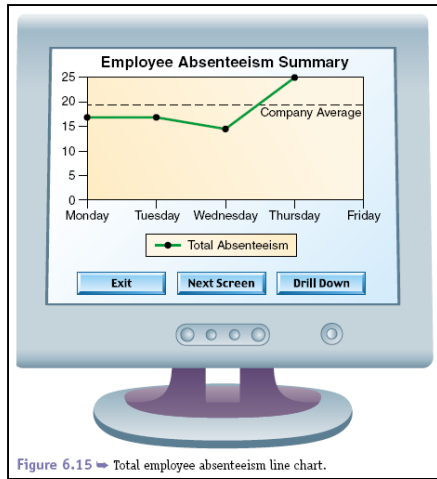 Employee Absenteeism Summary
25
20
Company Average
15
10
5
0
Monday Tuesday Wednesday Thursday Friday
Total Absenteeism
Exit Next Screen Drill Down
Figure 6.15 ➥ Total employee absenteeism line chart.